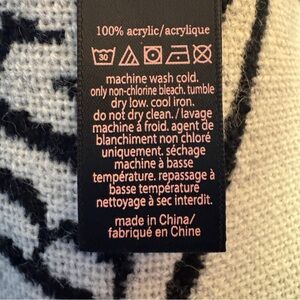 100% acrylic/acrylique
30
machine wash cold.
only non-chlorine bleach. tumble
dry low. cool iron.
do not dry clean. / lavage
machine à froid. agent de
blanchiment non chloré
uniquement. séchage
machine à basse
température. repassage à
basse température
nettoyage à sec interdit.
made in China/
fabriqué en Chine